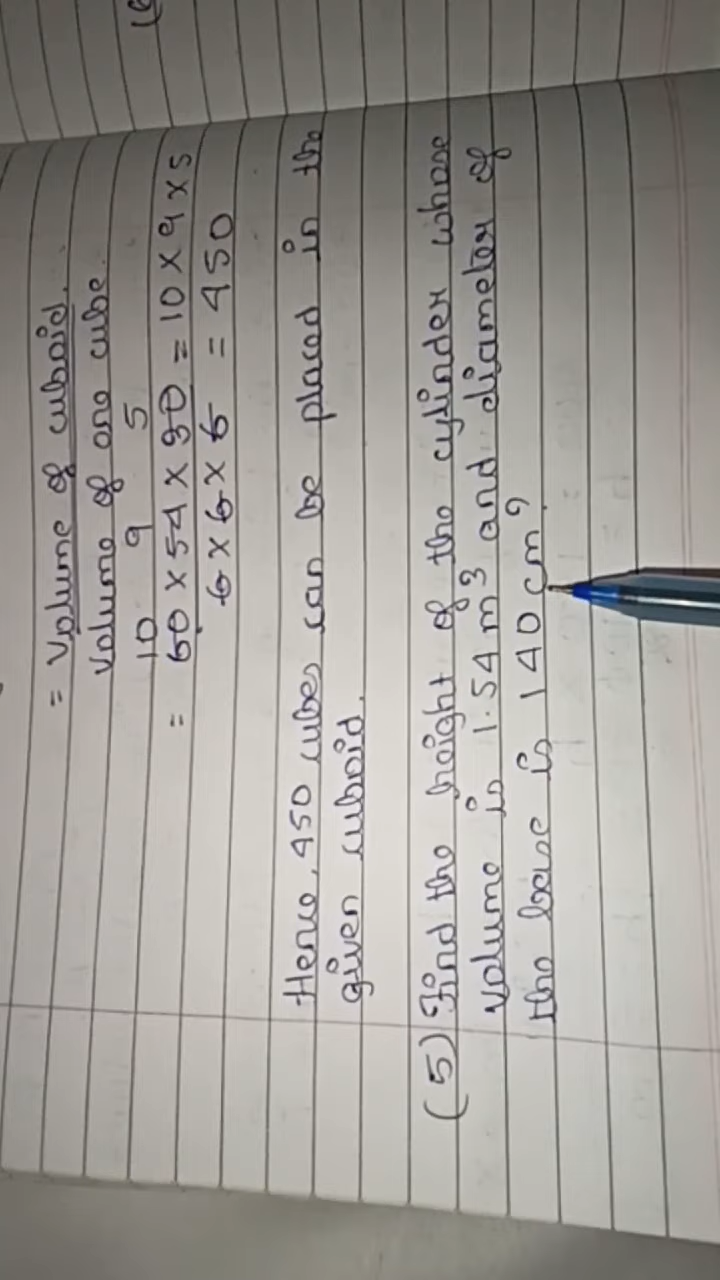 = Volume of cuboid.
Volume of one cube.
10 9 5
= 60 × 54 × 30 = 10 × 9 × 5
6 × 6 × 6 = 450
Hence, 450 cubes can be placed in the
given cuboid.
(5) Find the height of the cylinder whose
volume is 1.54 m³ and diameter of
the base is 140 cm?